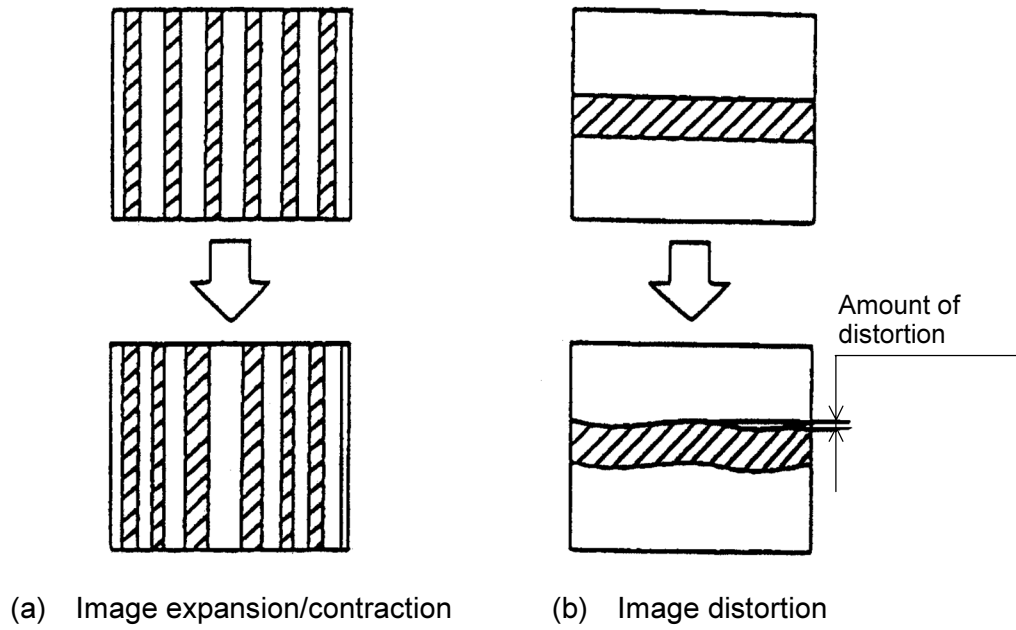 Amount of
distortion
(a) Image expansion/contraction
(b) Image distortion